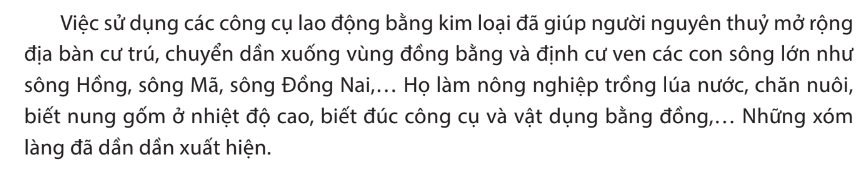 Việc sử dụng các công cụ lao động bằng kim loại đã giúp người nguyên thuỷ mở rộng
địa bàn cư trú, chuyển dần xuống vùng đồng bằng và định cư ven các con sông lớn như
sông Hồng, sông Mã, sông Đồng Nai,... Họ làm nông nghiệp trồng lúa nước, chăn nuôi,
biết nung gốm ở nhiệt độ cao, biết đúc công cụ và vật dụng bằng đồng,... Những xóm
làng đã dần dần xuất hiện.